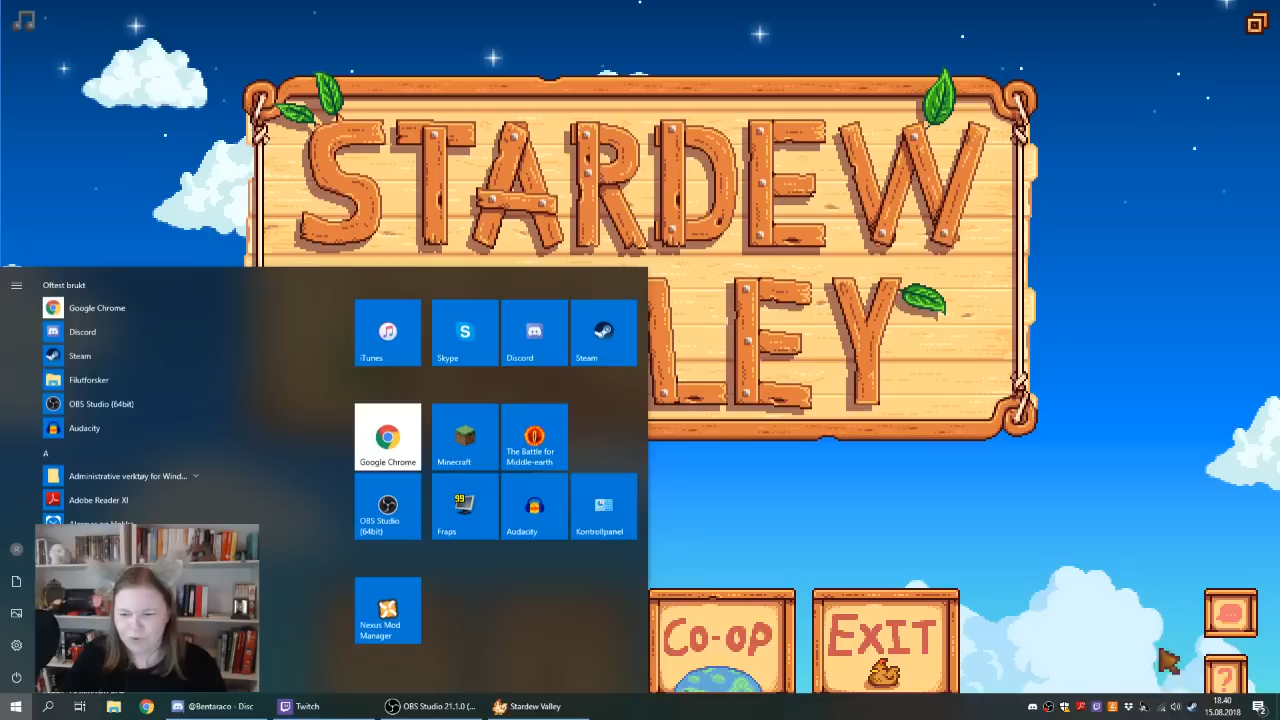 STARDEW
LEY
Oftest brukt
Google Chrome
Discord
Steam
Filutforsker
OBS Studio (64bit)
Audacity
A
Administrative verktøy for Wind...
Adobe Reader XI
iTunes
Skype
Discord
Steam
Google Chrome
Minecraft
The Battle for
Middle-earth
OBS Studio
(64bit)
99
Fraps
Audacity
Kontrollpanel
Nexus Mod
Manager
Co-op
EXIT
?
@Bentaraco - Disc
Twitch
OBS Studio 21.1.0 (...
Stardew Valley
18.40
15.08.2018
2